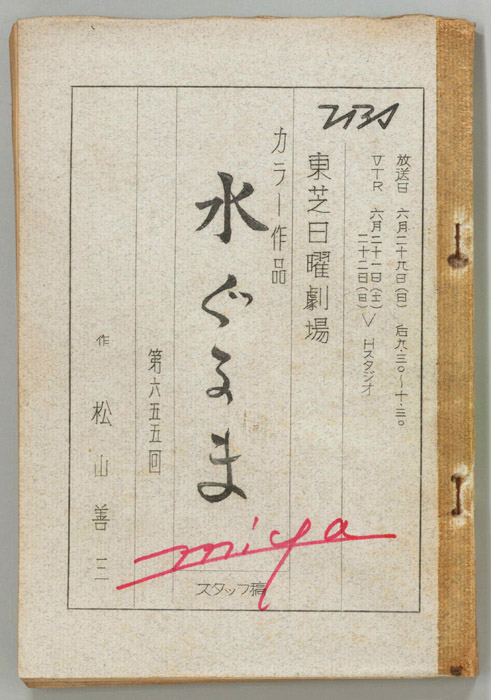 放送日 六月二十九日(日) 后九・三〇～十・三〇
VTR 六月二十一日(土)
二十二日(日) ＞ Hスタジオ
TBS
東芝日曜劇場
カラー作品
水ぐるま
第六五五回
作 松山善三
miya
スタッフ稿